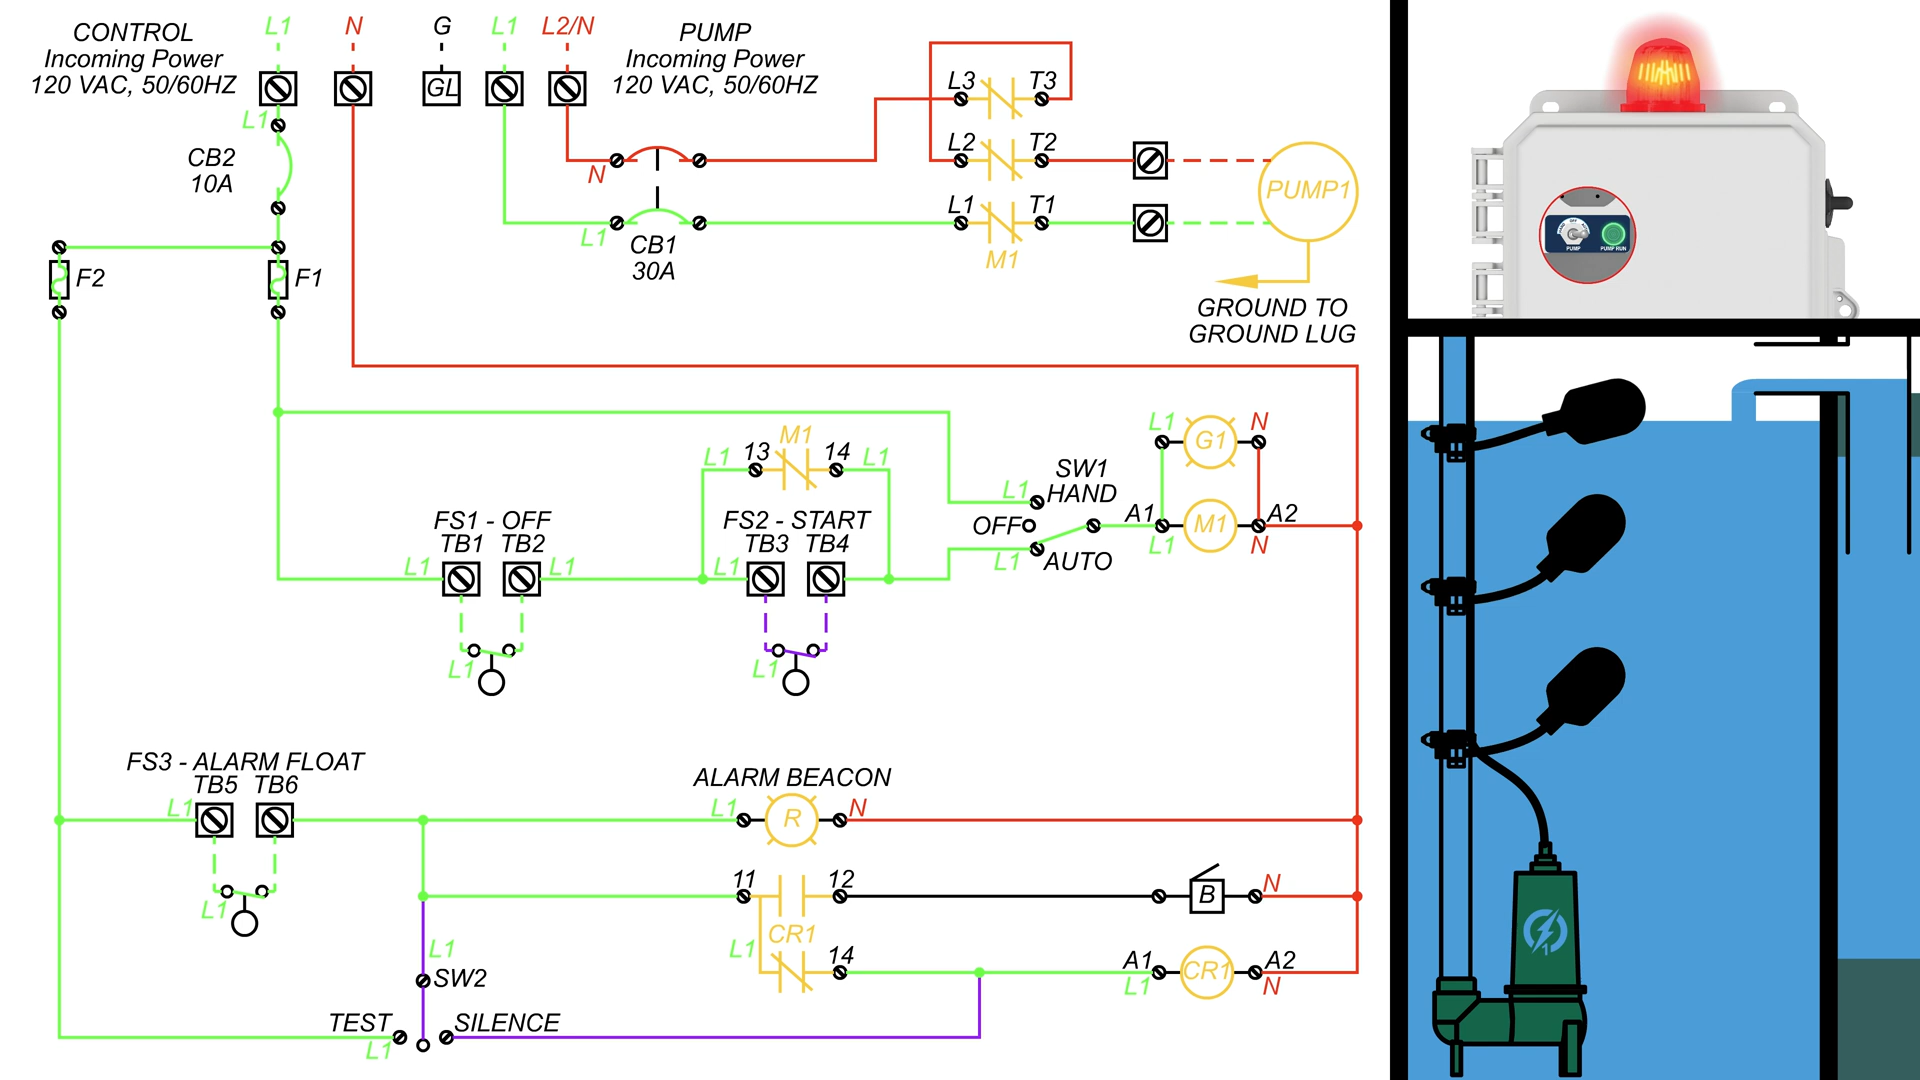 CONTROL
Incoming Power
120 VAC, 50/60HZ
L1
N
G
L1
L2/N
PUMP
Incoming Power
120 VAC, 50/60HZ
GL
L1
CB2
10A
N
L1
CB1
30A
L3
T3
L2
T2
L1
T1
M1
PUMP1
GROUND TO
GROUND LUG
F2
F1
OFF
PUMP
PUMP RUN
M1
L1
13
14
L1
L1
G1
N
SW1
HAND
L1
OFF
AUTO
L1
A1
M1
A2
L1
N
FS1 - OFF
TB1
TB2
L1
L1
L1
FS2 - START
TB3
TB4
L1
L1
FS3 - ALARM FLOAT
TB5
TB6
L1
L1
ALARM BEACON
L1
R
N
11
12
B
N
CR1
L1
14
A1
CR1
A2
L1
N
L1
SW2
TEST
SILENCE
L1
1